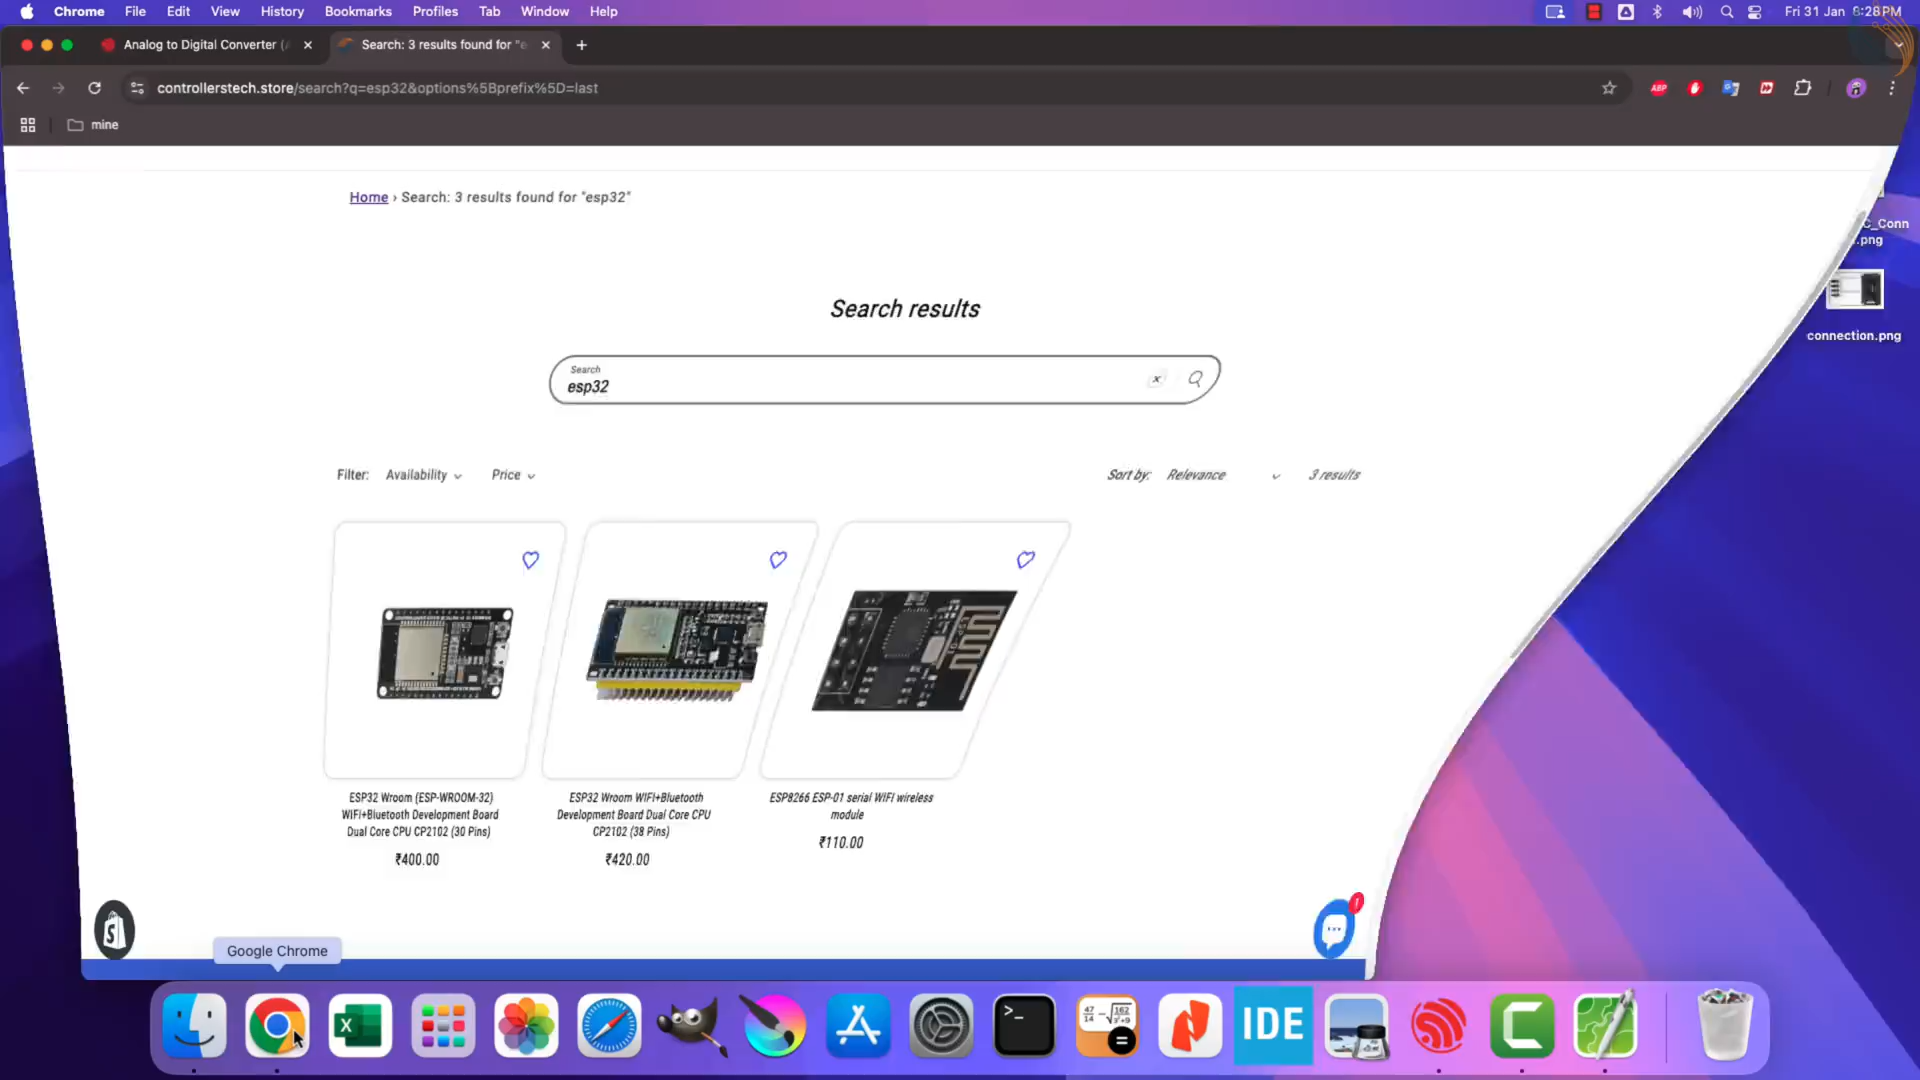 Chrome File Edit View History Bookmarks Profiles Tab Window Help
Fri 31 Jan 8:28 PM
Analog to Digital Converter (
Search: 3 results found for "e
controllerstech.store/search?q=esp32&options%5Bprefix%5D=last
ABP
mine
Home › Search: 3 results found for "esp32"
C_Conn
.png
connection.png
Search results
Search
esp32
x
Filter: Availability Price
Sort by: Relevance 3 results
ESP32 Wroom (ESP-WROOM-32)
WIFI+Bluetooth Development Board
Dual Core CPU CP2102 (30 Pins)
₹400.00
ESP32 Wroom WIFI+Bluetooth
Development Board Dual Core CPU
CP2102 (38 Pins)
₹420.00
ESP8266 ESP-01 serial WIFI wireless
module
₹110.00
Google Chrome
IDE